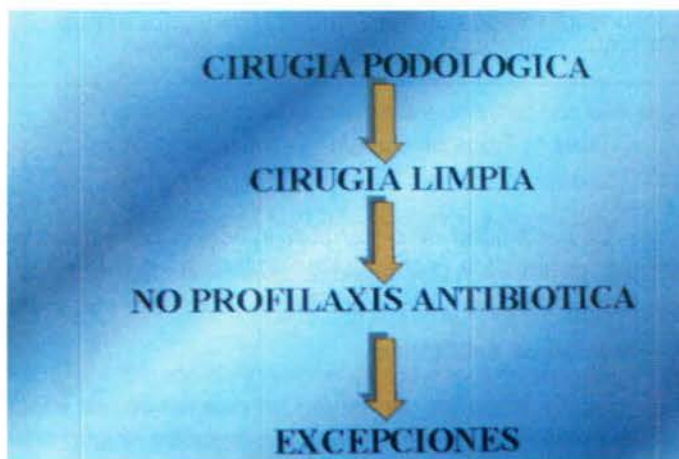 CIRUGIA PODOLOGICA
CIRUGIA LIMPIA
NO PROFILAXIS ANTIBIOTICA
EXCEPCIONES